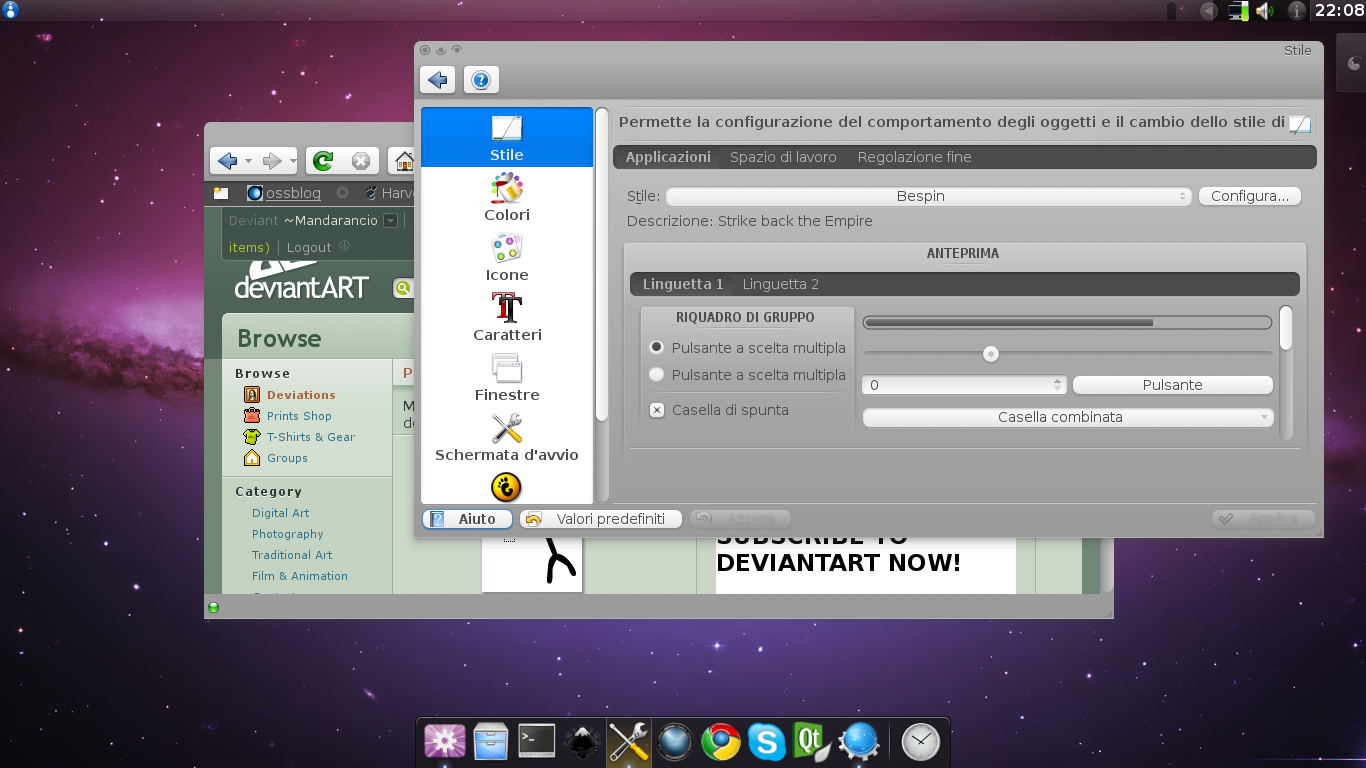 22:08
Stile
Permette la configurazione del comportamento degli oggetti e il cambio dello stile di
Stile
Colori
Icone
Caratteri
Finestre
Schermata d'avvio
Applicazioni Spazio di lavoro Regolazione fine
Stile: Bespin Configura...
Descrizione: Strike back the Empire
ANTEPRIMA
Linguetta 1 Linguetta 2
RIQUADRO DI GRUPPO
Pulsante a scelta multipla
Pulsante a scelta multipla
Casella di spunta
0 Pulsante
Casella combinata
Aiuto Valori predefiniti Azzera Applica
ossblog Harv
Deviant ~Mandarancio
items) Logout
deviantART
Browse
Browse
Deviations
Prints Shop
T-Shirts & Gear
Groups
Category
Digital Art
Photography
Traditional Art
Film & Animation
P
M
de
SUBSCRIBE TO
DEVIANTART NOW!
Qt